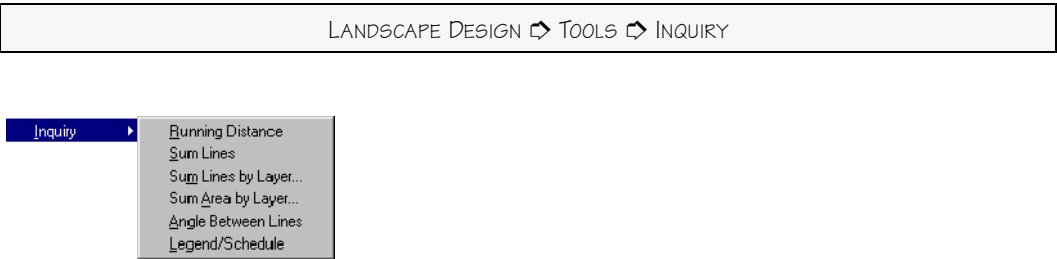 LANDSCAPE DESIGN ➪ TOOLS ➪ INQUIRY
Inquiry
Running Distance
Sum Lines
Sum Lines by Layer...
Sum Area by Layer...
Angle Between Lines
Legend/Schedule